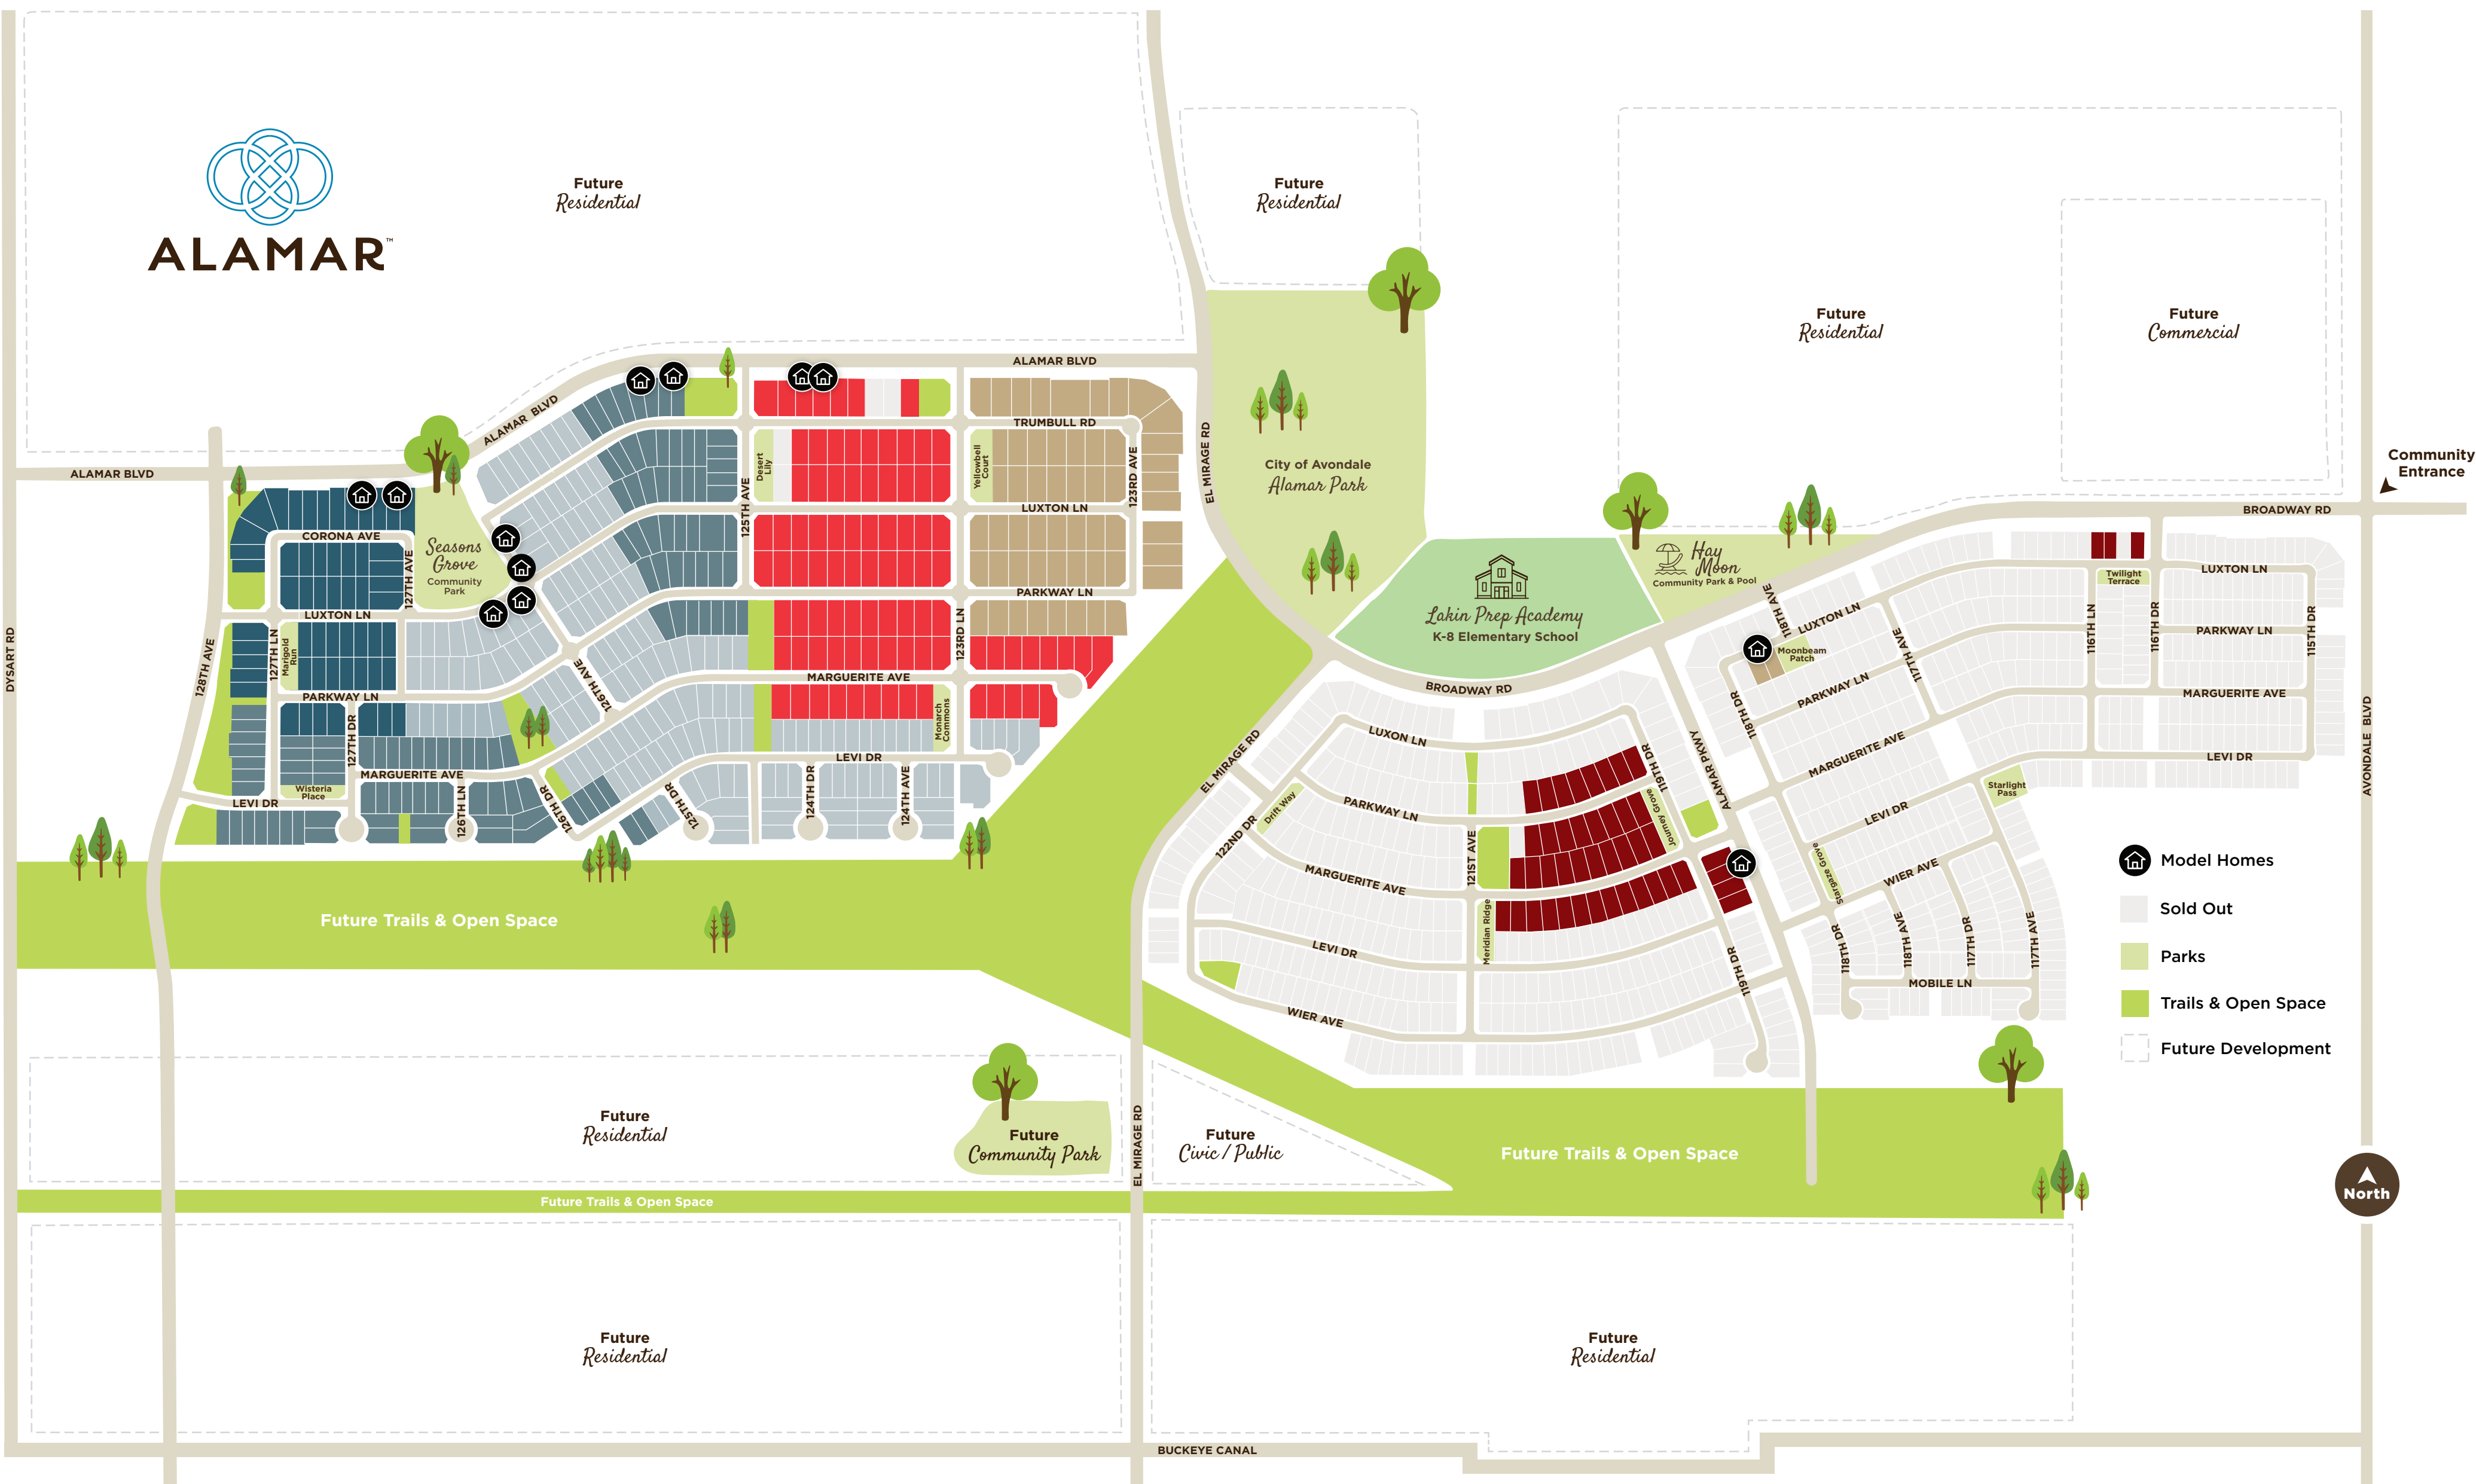 ALAMAR™
Future
Residential
Future
Residential
Future
Residential
Future
Commercial
Community
Entrance
BROADWAY RD
AVONDALE BLVD
DYSART RD
ALAMAR BLVD
ALAMAR BLVD
ALAMAR BLVD
TRUMBULL RD
LUXTON LN
PARKWAY LN
MARGUERITE AVE
LEVI DR
123RD AVE
123RD LN
125TH AVE
EL MIRAGE RD
Desert
Lily
Yellowbell
Court
Monarch
Commons
124TH DR
124TH AVE
125TH DR
126TH AVE
126TH DR
126TH DR
126TH LN
127TH DR
127TH AVE
127TH LN
128TH AVE
CORONA AVE
LUXTON LN
PARKWAY LN
MARGUERITE AVE
LEVI DR
Marigold
Run
Wisteria
Place
Seasons
Grove
Community
Park
City of Avondale
Alamar Park
Lakin Prep Academy
K-8 Elementary School
Hay
Moon
Community Park & Pool
BROADWAY RD
EL MIRAGE RD
LUXON LN
PARKWAY LN
MARGUERITE AVE
LEVI DR
WIER AVE
122ND DR
Drift Way
121ST AVE
Meridian Ridge
Journey Grove
119TH DR
119TH DR
ALAMAR PKWY
118TH AVE
LUXTON LN
Moonbeam
Patch
118TH DR
PARKWAY LN
117TH AVE
MARGUERITE AVE
LEVI DR
WIER AVE
Stargaze Grove
Starlight
Pass
118TH DR
118TH AVE
117TH DR
117TH AVE
MOBILE LN
Twilight
Terrace
116TH LN
116TH DR
115TH DR
LUXTON LN
PARKWAY LN
MARGUERITE AVE
LEVI DR
Model Homes
Sold Out
Parks
Trails & Open Space
Future Development
North
Future Trails & Open Space
Future
Residential
Future
Community Park
EL MIRAGE RD
Future
Civic / Public
Future Trails & Open Space
Future Trails & Open Space
Future
Residential
Future
Residential
BUCKEYE CANAL